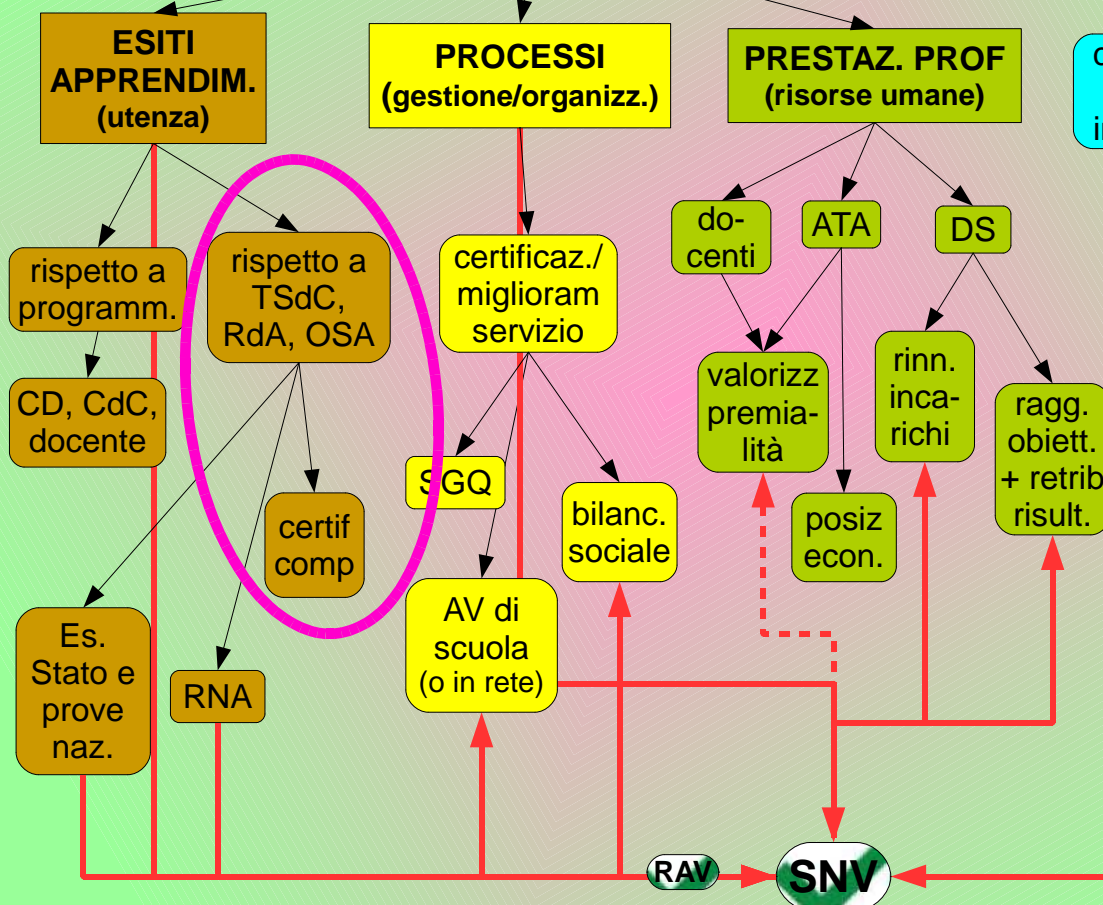 ESITI
APPRENDIM.
(utenza)
PROCESSI
(gestione/organizz.)
PRESTAZ. PROF
(risorse umane)
rispetto a
programm.
rispetto a
TSdC,
RdA, OSA
certificaz./
miglioram
servizio
do-
centi
ATA
DS
CD, CdC,
docente
valorizz
premia-
lità
rinn.
inca-
richi
ragg.
obiett.
+ retrib
risult.
SGQ
bilanc.
sociale
certif
comp
posiz
econ.
Es.
Stato e
prove
naz.
RNA
AV di
scuola
(o in rete)
RAV
SNV